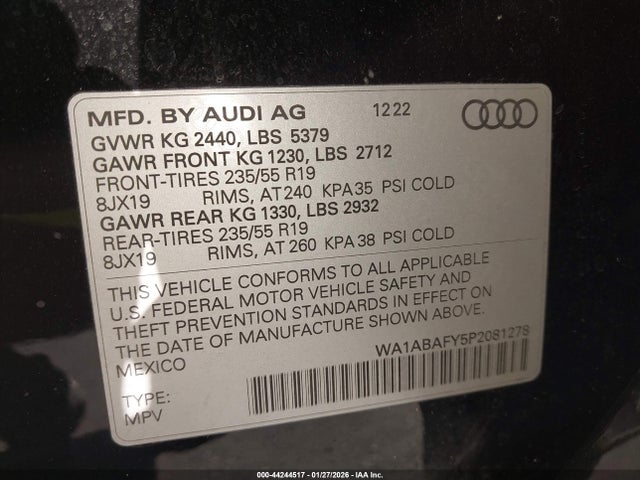 MFD. BY AUDI AG 12 22
GVWR KG 2440, LBS 5379
GAWR FRONT KG 1230, LBS 2712
FRONT-TIRES 235/55 R19
8JX19 RIMS, AT 240 KPA 35 PSI COLD
GAWR REAR KG 1330, LBS 2932
REAR-TIRES 235/55 R19
8JX19 RIMS, AT 260 KPA 38 PSI COLD
THIS VEHICLE CONFORMS TO ALL APPLICABLE
U.S. FEDERAL MOTOR VEHICLE SAFETY AND
THEFT PREVENTION STANDARDS IN EFFECT ON
THE DATE OF MANUFACTURE SHOWN ABOVE.
MEXICO WA1ABAFY5P2081278
TYPE:
MPV
000-44244517 - 01/27/2026 - IAA Inc.